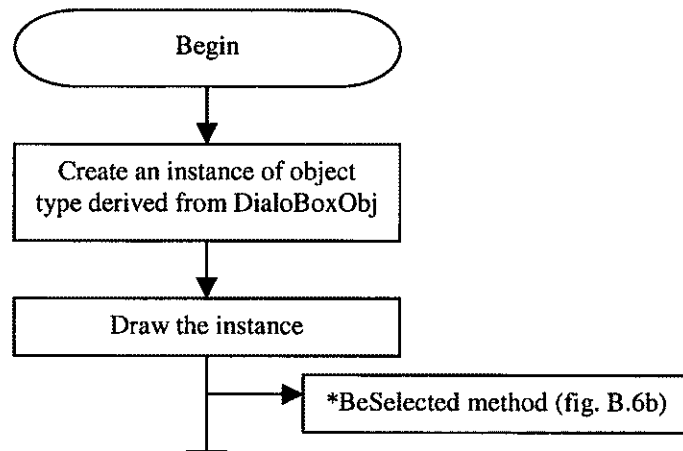 Begin
Create an instance of object
type derived from DialoBoxObj
Draw the instance
*BeSelected method (fig. B.6b)